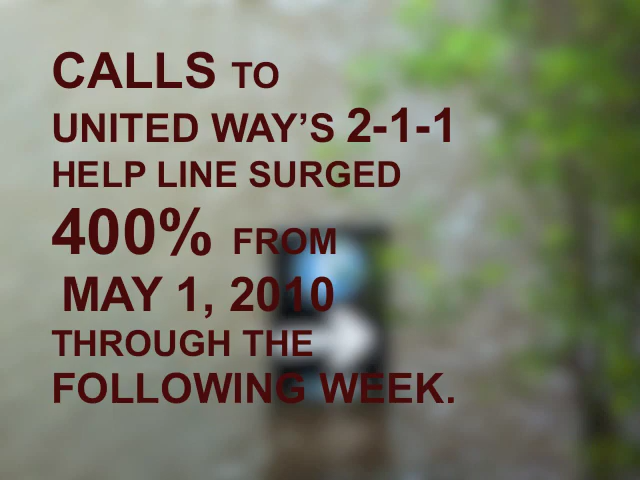 CALLS TO
UNITED WAY’S 2-1-1
HELP LINE SURGED
400% FROM
MAY 1, 2010
THROUGH THE
FOLLOWING WEEK.